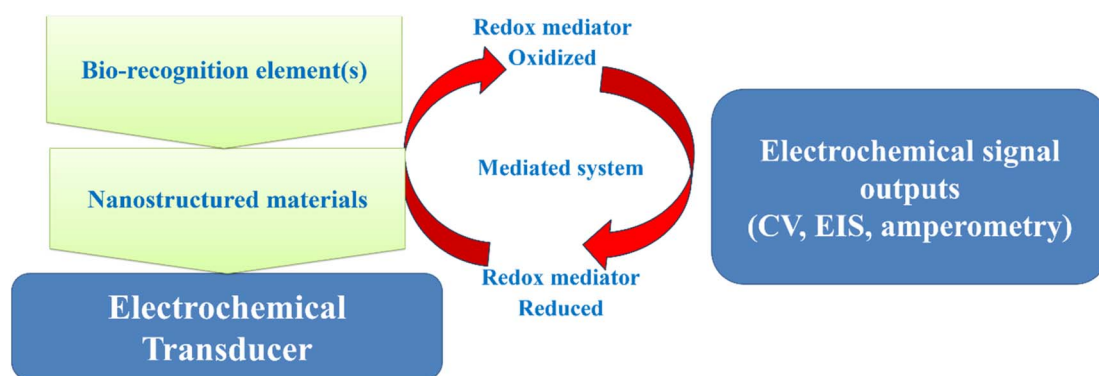 Bio-recognition element(s)
Nanostructured materials
Electrochemical
Transducer
Redox mediator
Oxidized
Mediated system
Redox mediator
Reduced
Electrochemical signal
outputs
(CV, EIS, amperometry)